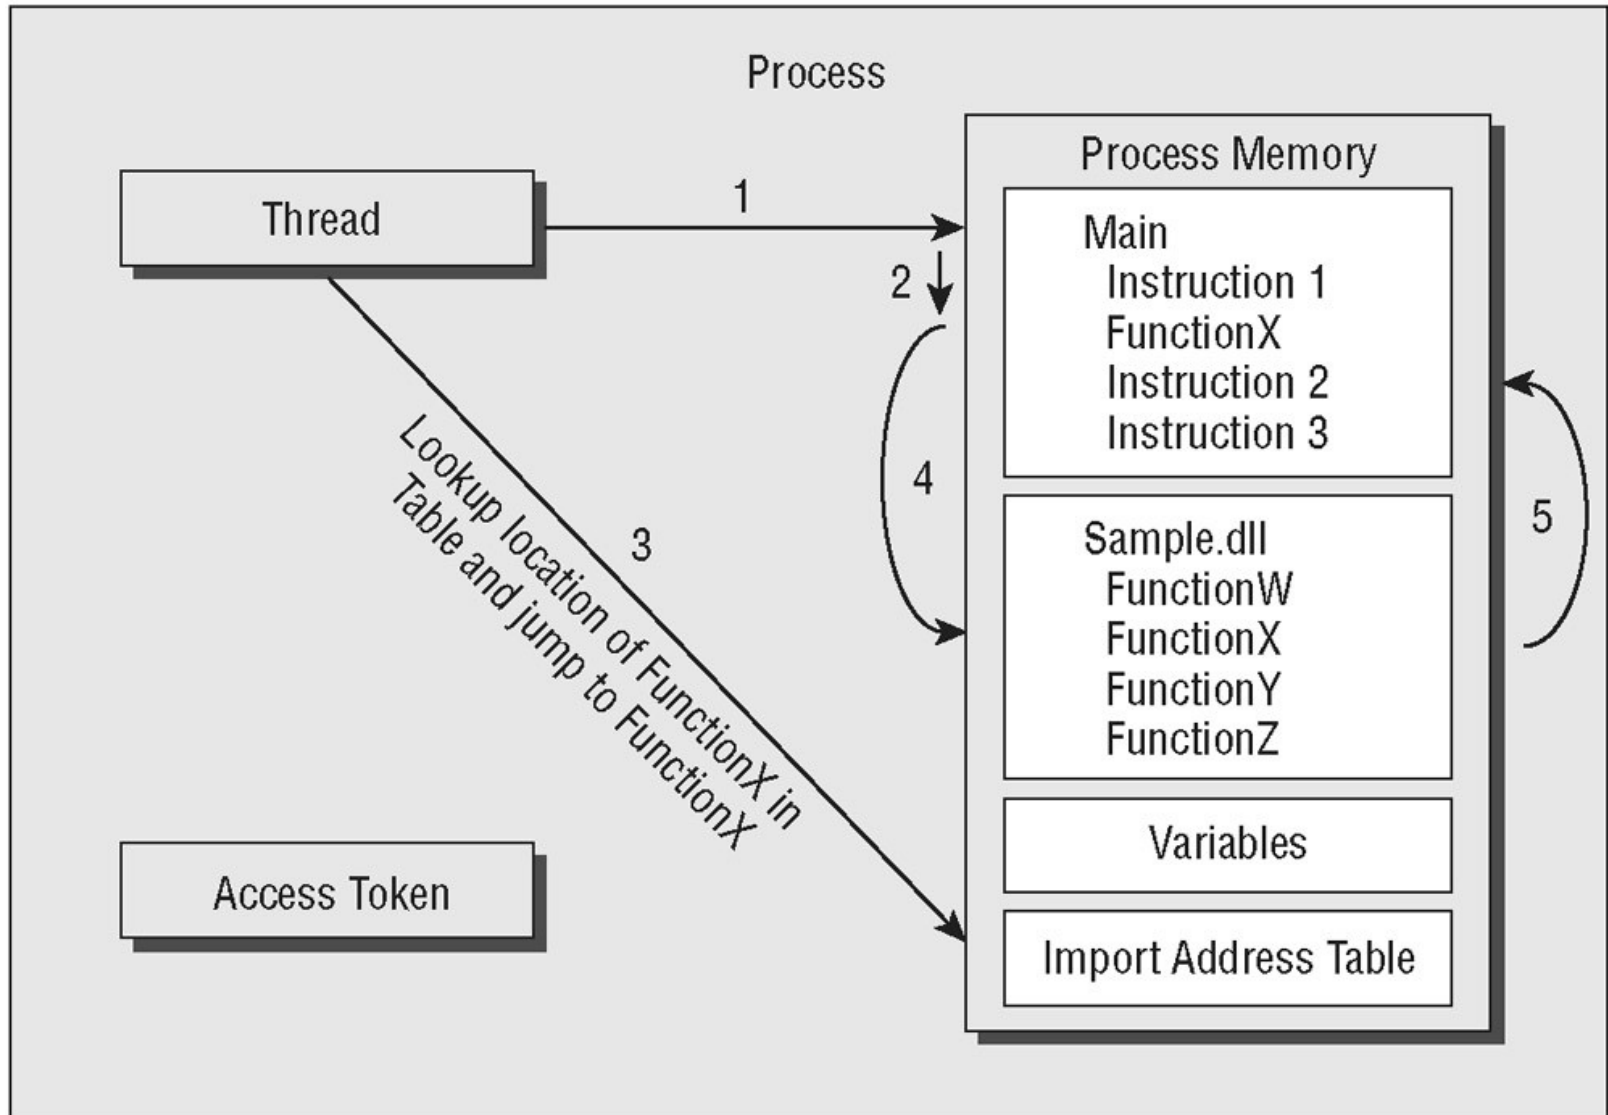 Process
Thread
1
2
3
Lookup location of FunctionX in
Table and jump to FunctionX
4
5
Access Token
Process Memory
Main
Instruction 1
FunctionX
Instruction 2
Instruction 3
Sample.dll
FunctionW
FunctionX
FunctionY
FunctionZ
Variables
Import Address Table